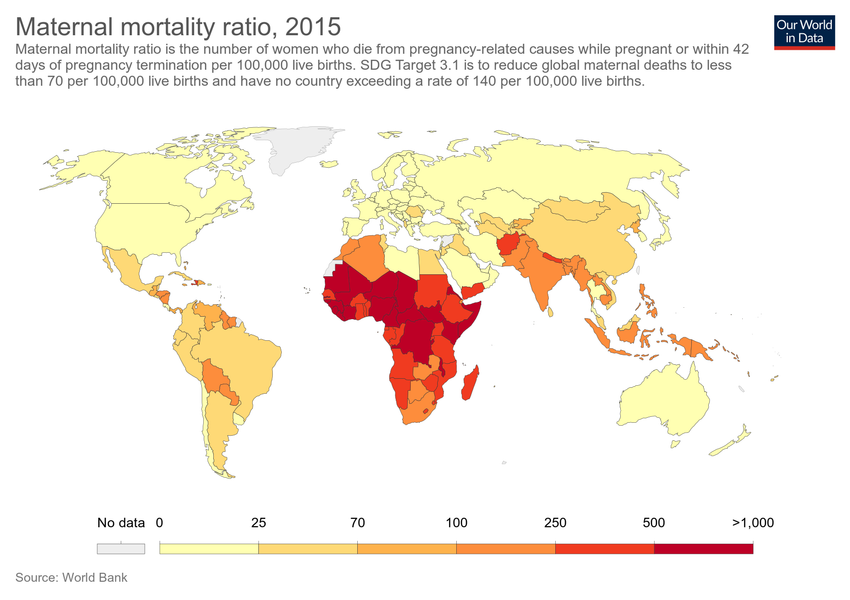 Maternal mortality ratio, 2015
Our World
in Data
Maternal mortality ratio is the number of women who die from pregnancy-related causes while pregnant or within 42
days of pregnancy termination per 100,000 live births. SDG Target 3.1 is to reduce global maternal deaths to less
than 70 per 100,000 live births and have no country exceeding a rate of 140 per 100,000 live births.
No data 0 25 70 100 250 500 >1,000
Source: World Bank